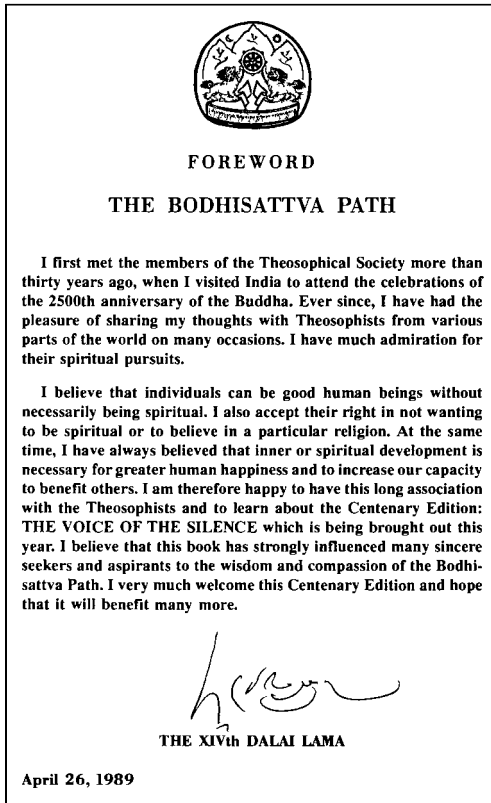 FOREWORD
THE BODHISATTVA PATH
I first met the members of the Theosophical Society more than
thirty years ago, when I visited India to attend the celebrations of
the 2500th anniversary of the Buddha. Ever since, I have had the
pleasure of sharing my thoughts with Theosophists from various
parts of the world on many occasions. I have much admiration for
their spiritual pursuits.
I believe that individuals can be good human beings without
necessarily being spiritual. I also accept their right in not wanting
to be spiritual or to believe in a particular religion. At the same
time, I have always believed that inner or spiritual development is
necessary for greater human happiness and to increase our capacity
to benefit others. I am therefore happy to have this long association
with the Theosophists and to learn about the Centenary Edition:
THE VOICE OF THE SILENCE which is being brought out this
year. I believe that this book has strongly influenced many sincere
seekers and aspirants to the wisdom and compassion of the Bodhi-
sattva Path. I very much welcome this Centenary Edition and hope
that it will benefit many more.
THE XIVth DALAI LAMA
April 26, 1989